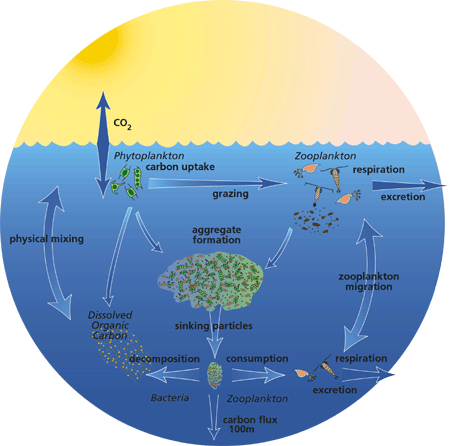 CO2
Phytoplankton
carbon uptake
Zooplankton
respiration
grazing
excretion
physical mixing
aggregate
formation
zooplankton
migration
Dissolved
Organic
Carbon
sinking particles
decomposition
consumption
respiration
excretion
Bacteria
Zooplankton
carbon flux
100m